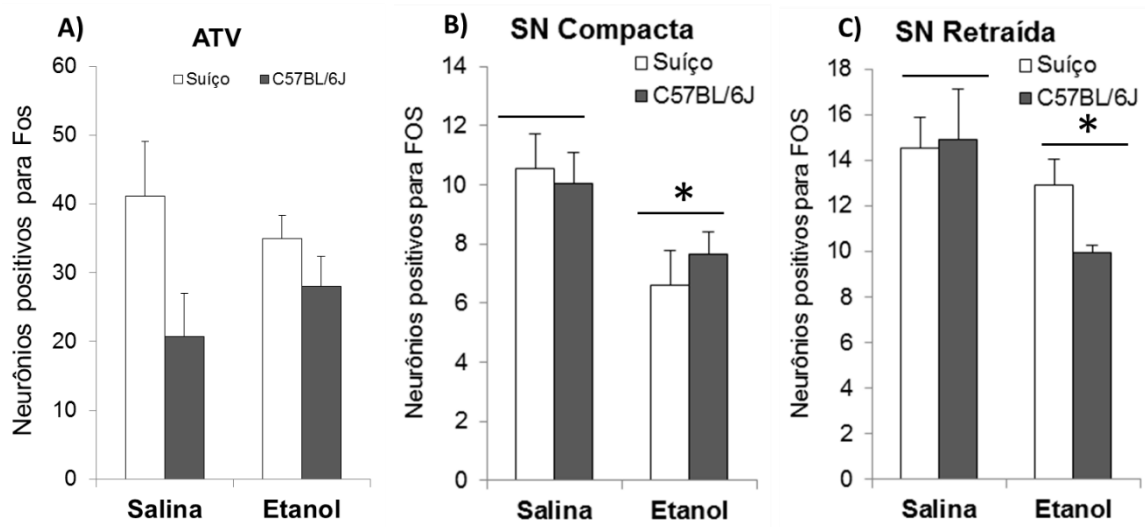 A)
ATV
Neurônios positivos para Fos
60
50
40
30
20
10
0
Suíço C57BL/6J
Salina Etanol
B)
SN Compacta
Neurônios positivos para FOS
14
12
10
8
6
4
2
0
Suíço
C57BL/6J
*
Salina Etanol
C)
SN Retraída
Neurônios positivos para FOS
18
16
14
12
10
8
6
4
2
0
Suíço
C57BL/6J
*
Salina Etanol